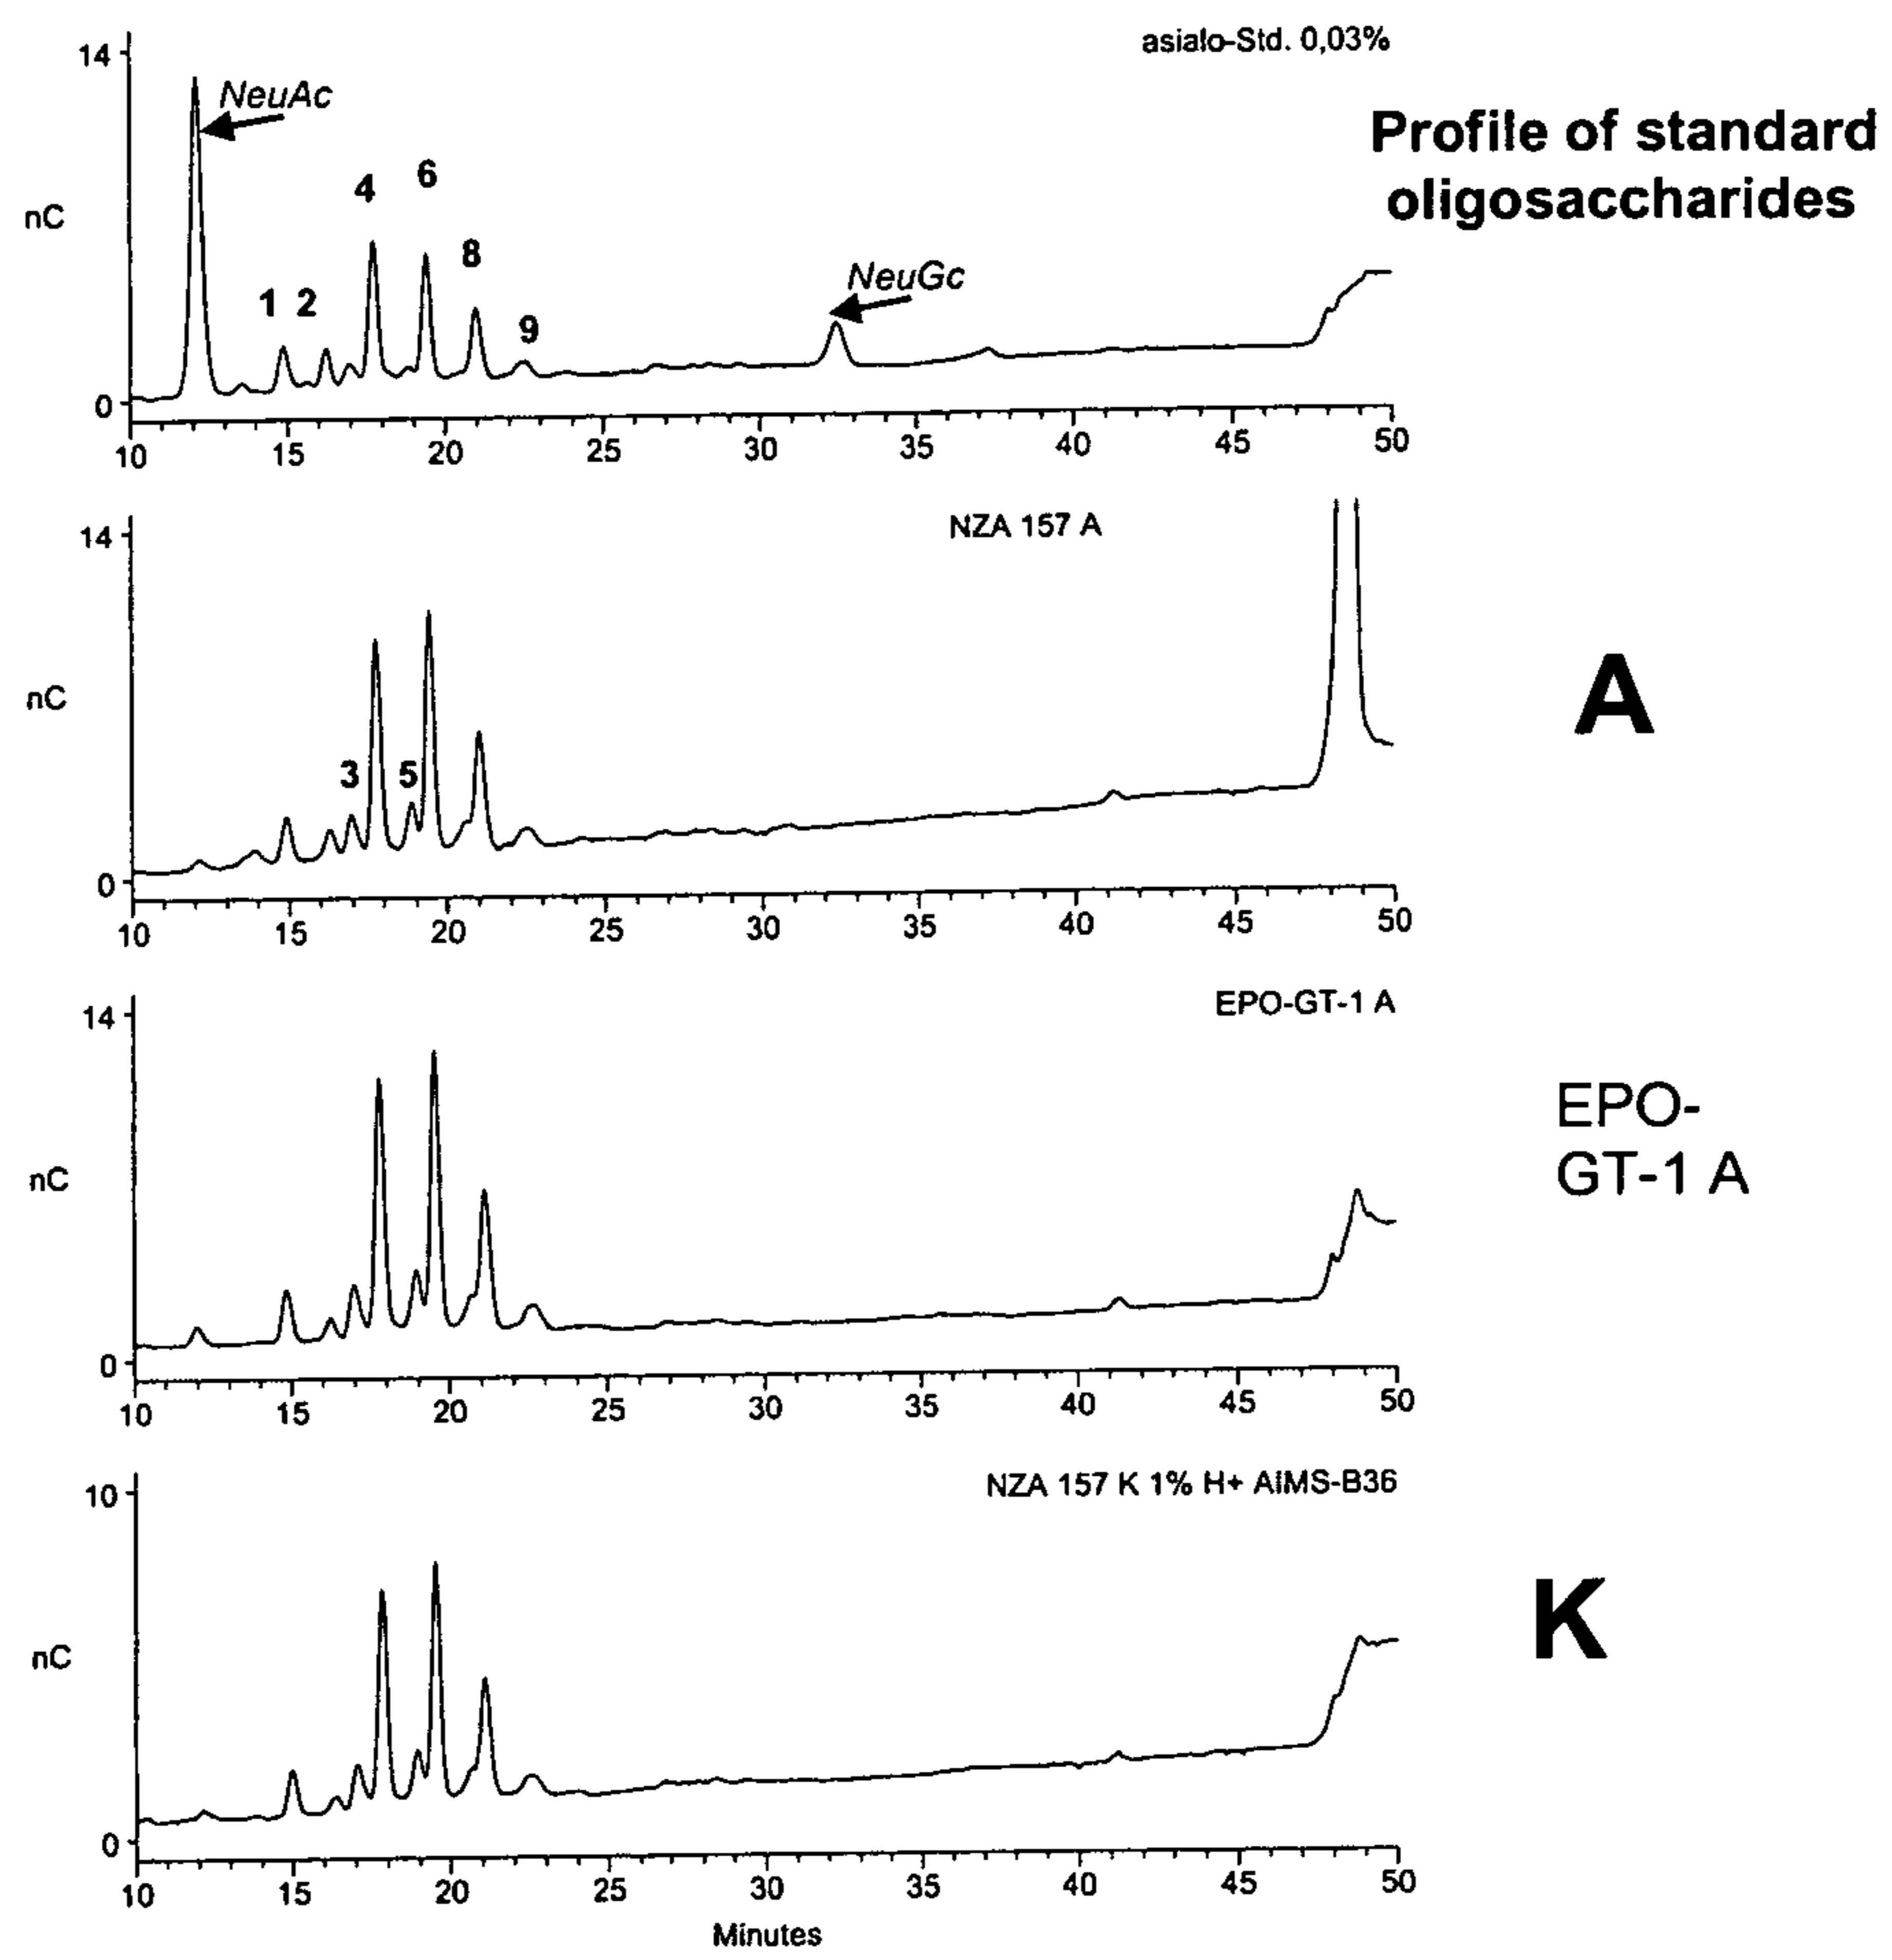 asialo-Std. 0,03%
Profile of standard
oligosaccharides
14
NeuAc
nC
1 2 4 6 8 9
NeuGc
0
10 15 20 25 30 35 40 45 50
NZA 157 A
14
nC
A
3 5
0
10 15 20 25 30 35 40 45 50
EPO-GT-1 A
14
nC
EPO-
GT-1 A
0
10 15 20 25 30 35 40 45 50
NZA 157 K 1% H+ AIMS-B36
10
nC
K
0
10 15 20 25 30 35 40 45 50
Minutes